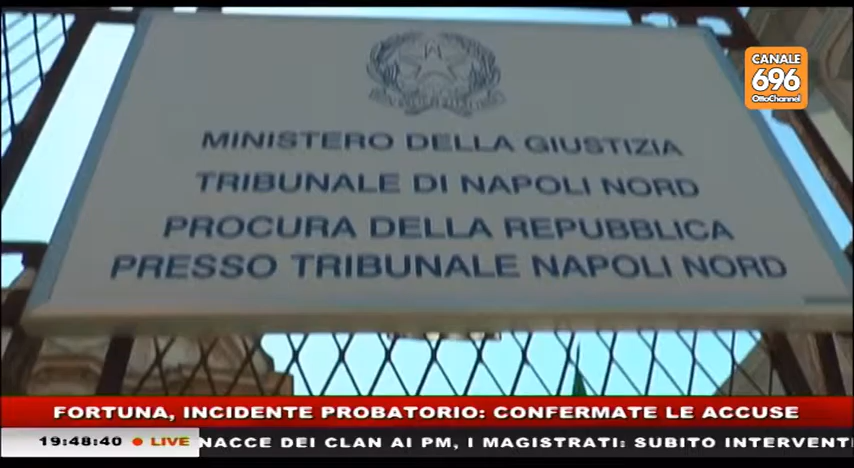 CANALE
696
OttoChannel
MINISTERO DELLA GIUSTIZIA
TRIBUNALE DI NAPOLI NORD
PROCURA DELLA REPUBBLICA
PRESSO TRIBUNALE NAPOLI NORD
FORTUNA, INCIDENTE PROBATORIO: CONFERMATE LE ACCUSE
19:48:40 ● LIVE NACCE DEI CLAN AI PM, I MAGISTRATI: SUBITO INTERVENT